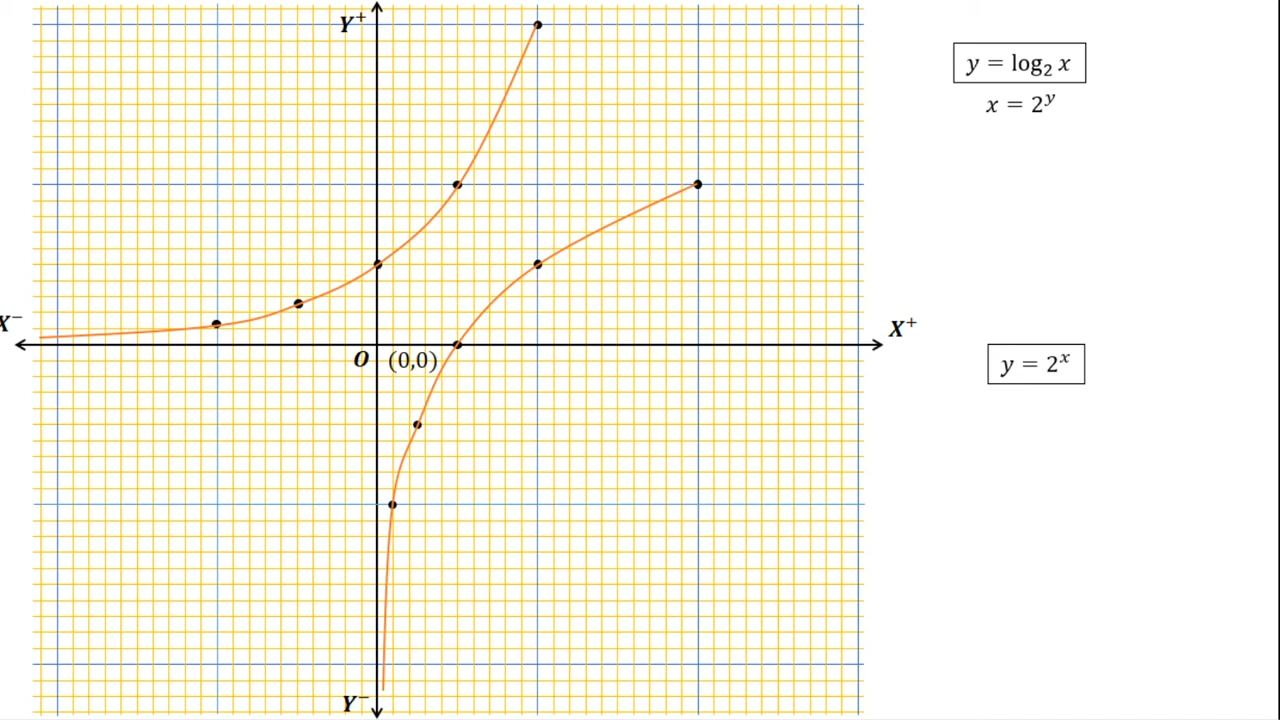 Y⁺
y = log₂ x
x = 2ʸ
X⁻
X⁺
O (0,0)
y = 2ˣ
Y⁻